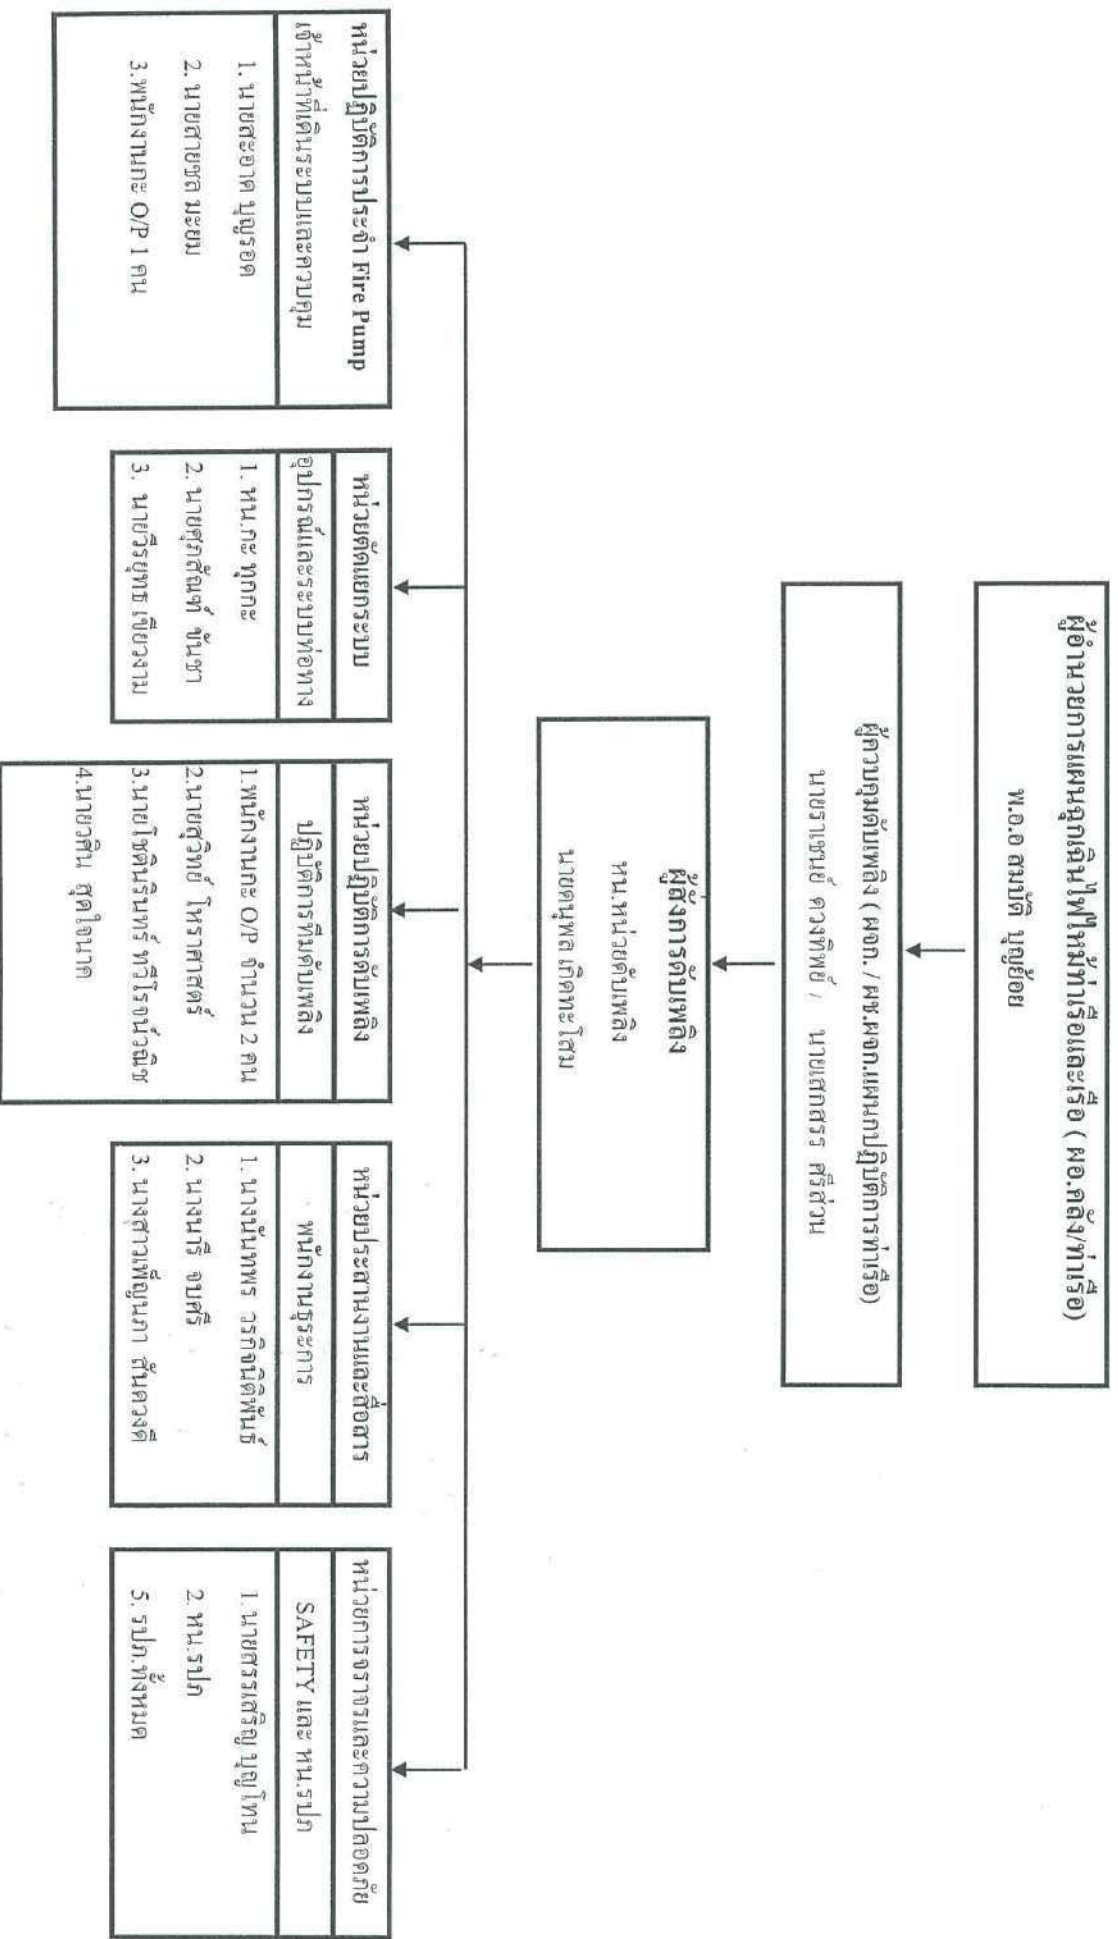 ผู้อำนวยการแผนฉุกเฉินไฟไหม้ท่าเรือและเรือ ( ผอ.คลัง/ท่าเรือ)
พ.อ.อ สมบัติ บุญย้อย
ผู้ควบคุมดับเพลิง ( ผจก. / ผช.ผจก.แผนกปฏิบัติการท่าเรือ)
นายราเชนย์ ดวงทิพย์ / นายเสกสรร ศรีส่วน
ผู้สั่งการดับเพลิง
หน.หน่วยดับเพลิง
นายดนุพล เกิดทะโสม
หน่วยปฏิบัติการประจำ Fire Pump
เจ้าหน้าที่เดินระบบและควบคุม
1. นายสะอาด บุญรอด
2. นายสายชล มะยม
3.พนักงานกะ O/P 1 คน
หน่วยตัดแยกระบบ
อุปกรณ์และระบบท่อทาง
1. หน.กะ ทุกกะ
2. นายศุภสัณฑ์ ขันชา
3. นายวีรยุทธ เขียวงาม
หน่วยปฏิบัติการดับเพลิง
ปฏิบัติการทีมดับเพลิง
1.พนักงานกะ O/P จำนวน 2 คน
2.นายสุวิทย์ โหราศาสตร์
3.นายโชตินรินทร์ ทวีโรจน์วณิช
4.นายวศิน สุดใจนาค
หน่วยประสานงานและสื่อสาร
พนักงานธุระการ
1. นางนันทพร วรกิจนิติพันธ์
2. นางนารี จบศรี
3. นางสาวเพ็ญนภา สันดวงดี
หน่วยการจราจรและความปลอดภัย
SAFETY และ หน.รปภ
1. นายสรรเสริญ บุญโทน
2. หน.รปภ
5. รปภ.ทั้งหมด